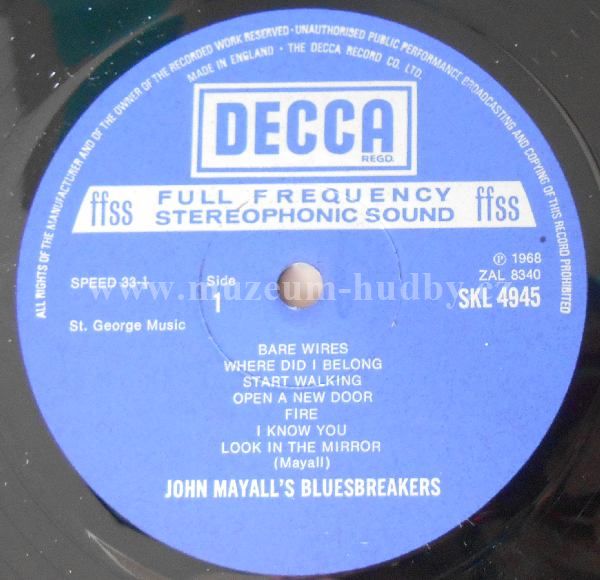 ALL RIGHTS OF THE MANUFACTURER AND OF THE OWNER OF THE RECORDED WORK RESERVED · UNAUTHORISED PUBLIC PERFORMANCE BROADCASTING AND COPYING OF THIS RECORD PROHIBITED
MADE IN ENGLAND · THE DECCA RECORD CO. LTD.
DECCA
REGD.
ffss FULL FREQUENCY ffss
STEREOPHONIC SOUND
℗ 1968
SPEED 33⅓ Side ZAL 8340
1 SKL 4945
www.muzeum-hudby.cz
St. George Music
BARE WIRES
WHERE DID I BELONG
START WALKING
OPEN A NEW DOOR
FIRE
I KNOW YOU
LOOK IN THE MIRROR
(Mayall)
JOHN MAYALL'S BLUESBREAKERS